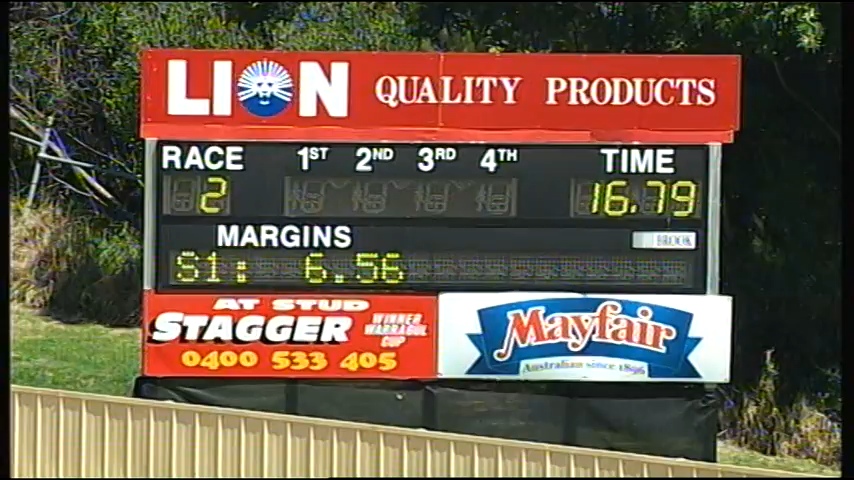 LION QUALITY PRODUCTS
RACE 1ST 2ND 3RD 4TH TIME
2 16.79
MARGINS
S1: 6.56
AT STUD
STAGGER
WINNER
WARRAGUL
CUP
0400 533 405
Mayfair
Australian since 1896